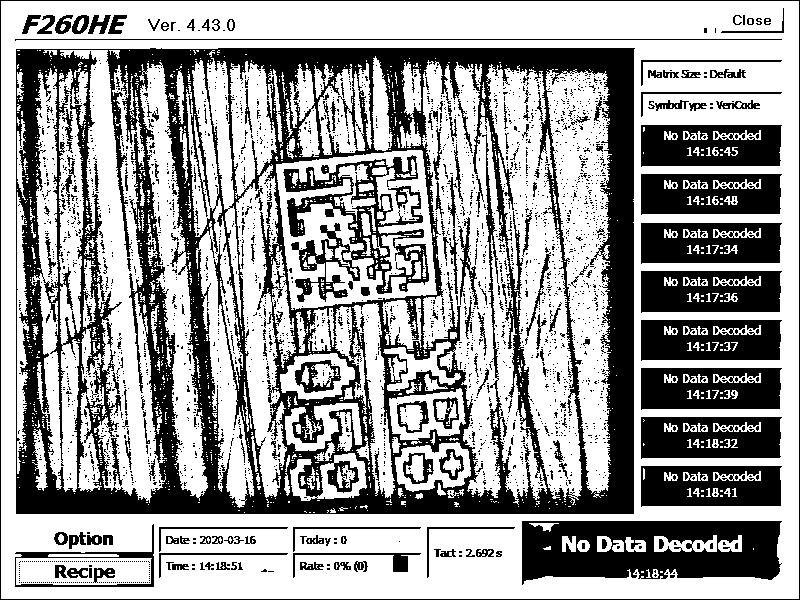 F260HE Ver. 4.43.0
Close
Matrix Size : Default
SymbolType : VeriCode
No Data Decoded
14:16:45
No Data Decoded
14:16:48
No Data Decoded
14:17:34
No Data Decoded
14:17:36
No Data Decoded
14:17:37
No Data Decoded
14:17:39
No Data Decoded
14:18:32
No Data Decoded
14:18:41
Option
Recipe
Date : 2020-03-16
Time : 14:18:51
Today : 0
Rate : 0% (0)
Tact : 2.692 s
No Data Decoded
14:18:44